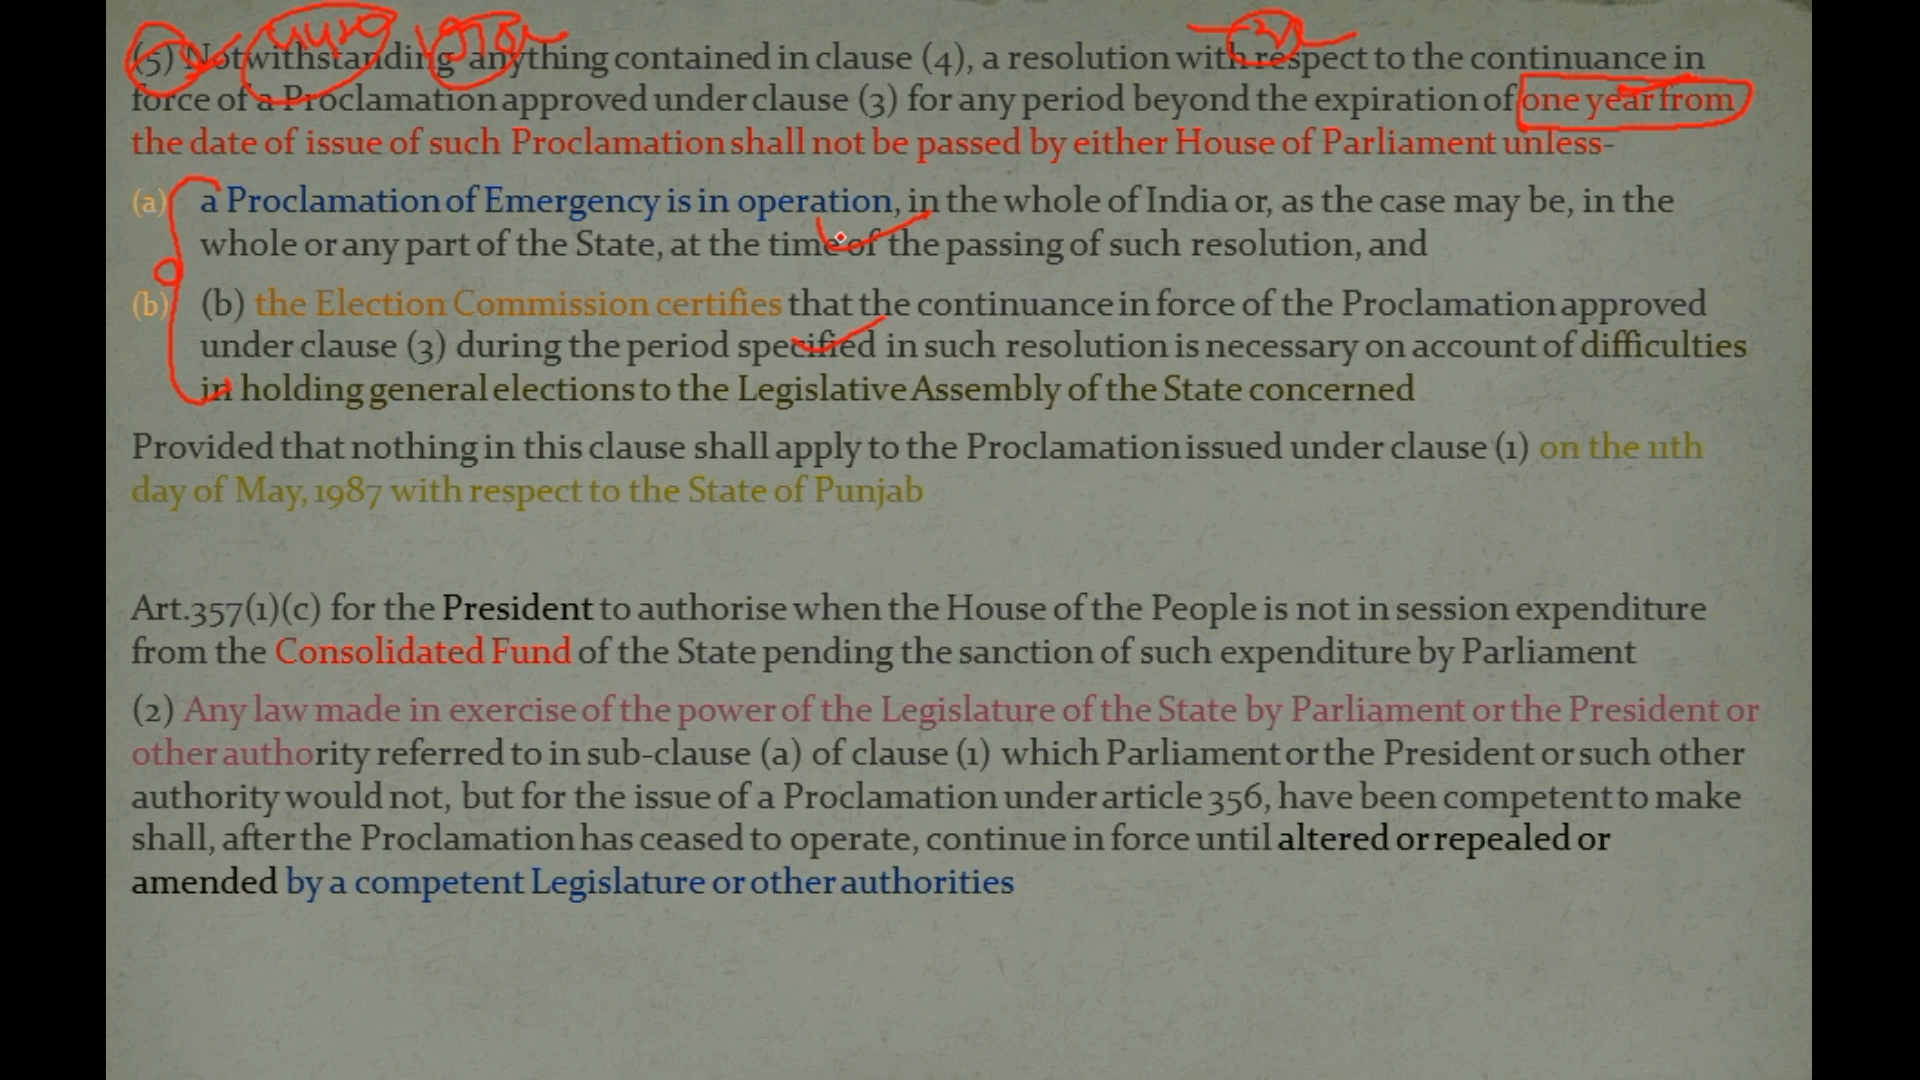 (5) Notwithstanding anything contained in clause (4), a resolution with respect to the continuance in
force of a Proclamation approved under clause (3) for any period beyond the expiration of one year from
the date of issue of such Proclamation shall not be passed by either House of Parliament unless-
(a) a Proclamation of Emergency is in operation, in the whole of India or, as the case may be, in the
whole or any part of the State, at the time of the passing of such resolution, and
(b) (b) the Election Commission certifies that the continuance in force of the Proclamation approved
under clause (3) during the period specified in such resolution is necessary on account of difficulties
in holding general elections to the Legislative Assembly of the State concerned
Provided that nothing in this clause shall apply to the Proclamation issued under clause (1) on the 11th
day of May, 1987 with respect to the State of Punjab
Art.357(1)(c) for the President to authorise when the House of the People is not in session expenditure
from the Consolidated Fund of the State pending the sanction of such expenditure by Parliament
(2) Any law made in exercise of the power of the Legislature of the State by Parliament or the President or
other authority referred to in sub-clause (a) of clause (1) which Parliament or the President or such other
authority would not, but for the issue of a Proclamation under article 356, have been competent to make
shall, after the Proclamation has ceased to operate, continue in force until altered or repealed or
amended by a competent Legislature or other authorities